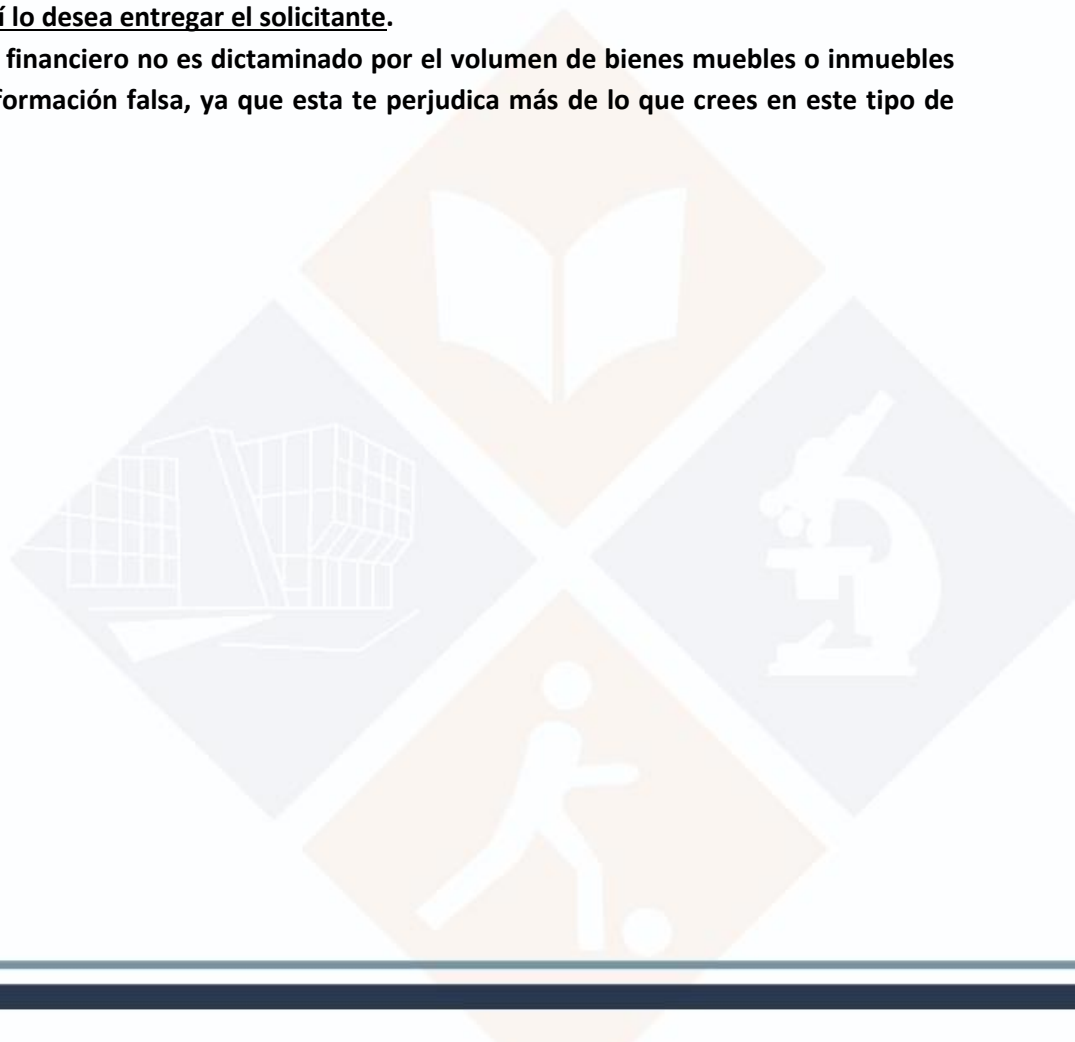 í lo desea entregar el solicitante.
financiero no es dictaminado por el volumen de bienes muebles o inmuebles
formación falsa, ya que esta te perjudica más de lo que crees en este tipo de